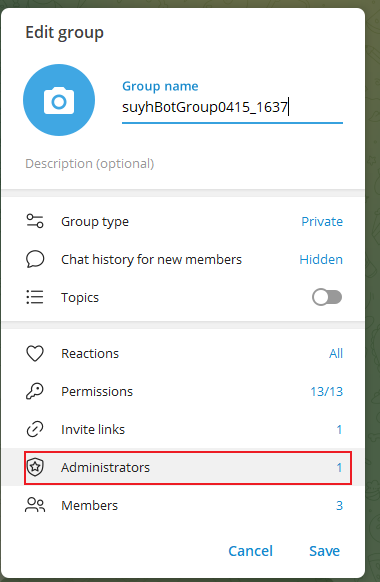 Edit group
Group name
suyhBotGroup0415_1637
Description (optional)
Group type Private
Chat history for new members Hidden
Topics
Reactions All
Permissions 13/13
Invite links 1
Administrators 1
Members 3
Cancel Save